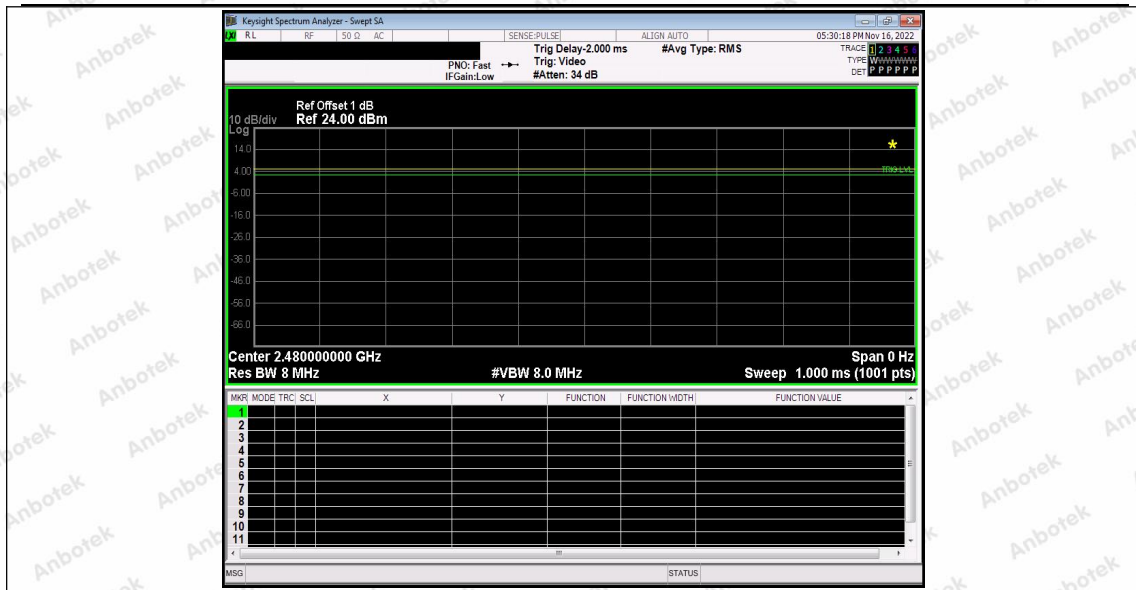 Keysight Spectrum Analyzer - Swept SA
LXI RL RF 50 Ω AC SENSE:PULSE ALIGN AUTO 05:30:18 PM Nov 16, 2022
Trig Delay-2.000 ms #Avg Type: RMS TRACE 1 2 3 4 5 6
PNO: Fast Trig: Video TYPE W
IFGain:Low #Atten: 34 dB DET P P P P P P
Ref Offset 1 dB
10 dB/div Ref 24.00 dBm
Log
14.0
4.00 TRIG LVL
-6.00
-16.0
-26.0
-36.0
-46.0
-56.0
-66.0
Center 2.480000000 GHz Span 0 Hz
Res BW 8 MHz #VBW 8.0 MHz Sweep 1.000 ms (1001 pts)
MKR MODE TRC SCL X Y FUNCTION FUNCTION WIDTH FUNCTION VALUE
1
2
3
4
5
6
7
8
9
10
11
MSG STATUS
Anbotek